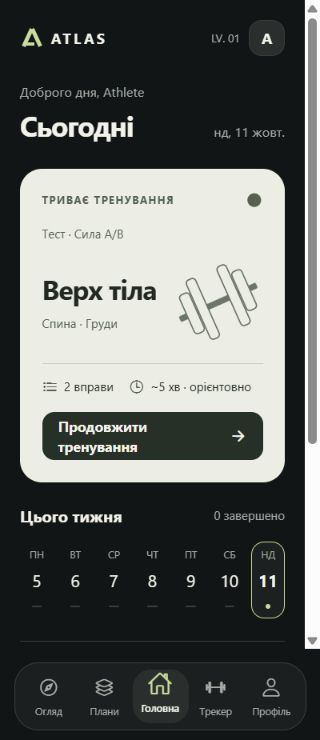 ATLAS
LV. 01
A
Доброго дня, Athlete
Сьогодні
нд, 11 жовт.
ТРИВАЄ ТРЕНУВАННЯ
Тест · Сила A/B
Верх тіла
Спина · Груди
2 вправи
~5 хв · орієнтовно
Продовжити
тренування
Цього тижня
0 завершено
ПН ВТ СР ЧТ ПТ СБ НД
5 6 7 8 9 10 11
Огляд
Плани
Головна
Трекер
Профіль